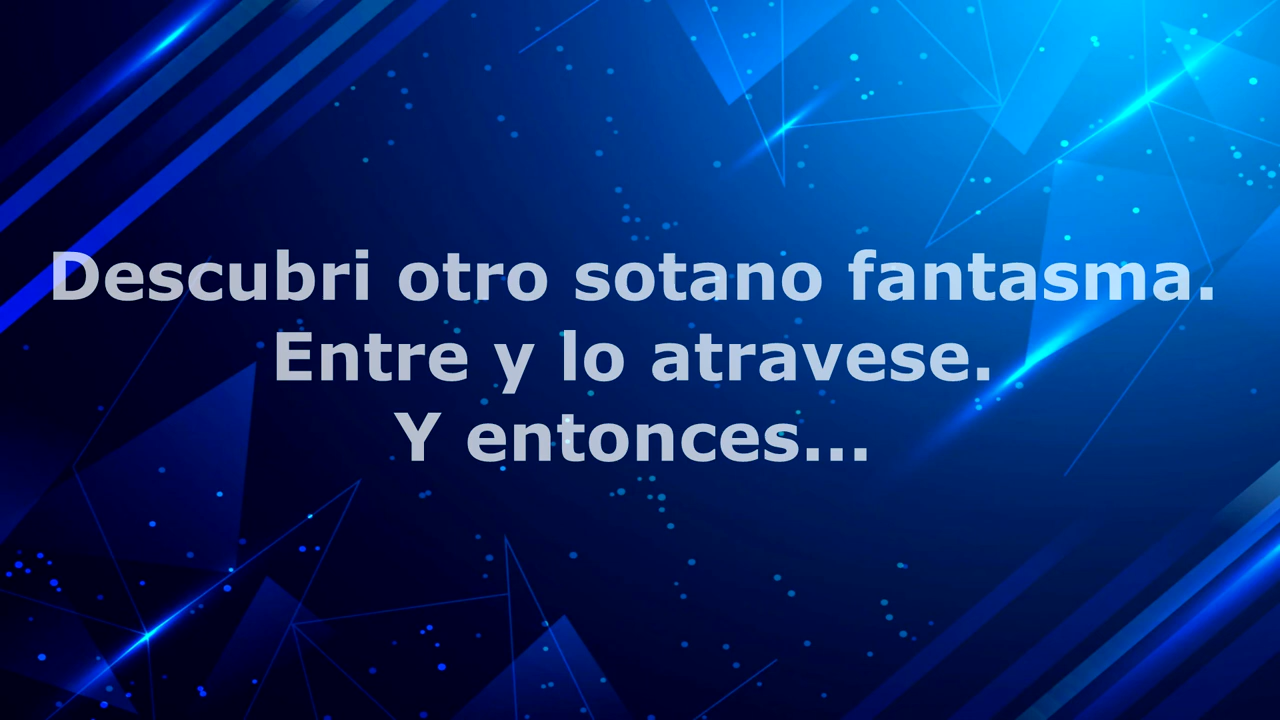 Descubri otro sotano fantasma.
Entre y lo atravese.
Y entonces...